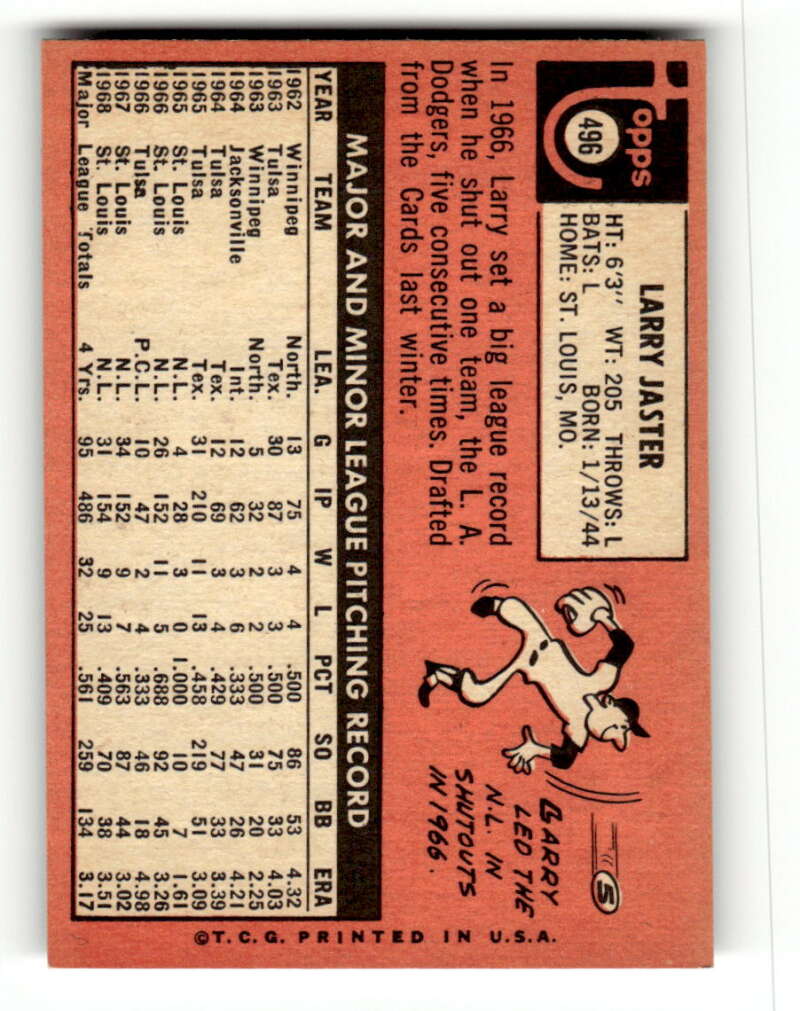 Topps
496
LARRY JASTER
HT: 6'3" WT: 205 THROWS: L
BATS: L BORN: 1/13/44
HOME: ST. LOUIS, MO.
In 1966, Larry set a big league record
when he shut out one team, the L. A.
Dodgers, five consecutive times. Drafted
from the Cards last winter.
5
LARRY
LED THE
N.L. IN
SHUTOUTS
IN 1966.
MAJOR AND MINOR LEAGUE PITCHING RECORD
YEAR TEAM LEA. G IP W L PCT SO BB ERA
1962 Winnipeg North. 13 75 4 4 .500 86 53 4.32
1963 Tulsa Tex. 30 87 3 3 .500 75 33 4.03
1963 Winnipeg North. 5 32 2 2 .500 31 20 2.25
1964 Jacksonville Int. 12 62 3 6 .333 47 26 4.21
1964 Tulsa Tex. 12 69 3 4 .429 77 33 3.39
1965 Tulsa Tex. 31 210 11 13 .458 219 51 3.09
1965 St. Louis N.L. 4 28 3 0 1.000 10 7 1.61
1966 St. Louis N.L. 26 152 11 5 .688 92 45 3.26
1966 Tulsa P.C.L. 10 47 2 4 .333 46 18 4.98
1967 St. Louis N.L. 34 152 9 7 .563 87 44 3.02
1968 St. Louis N.L. 31 154 9 13 .409 70 38 3.51
Major League Totals 4 Yrs. 95 486 32 25 .561 259 134 3.17
©T.C.G. PRINTED IN U.S.A.